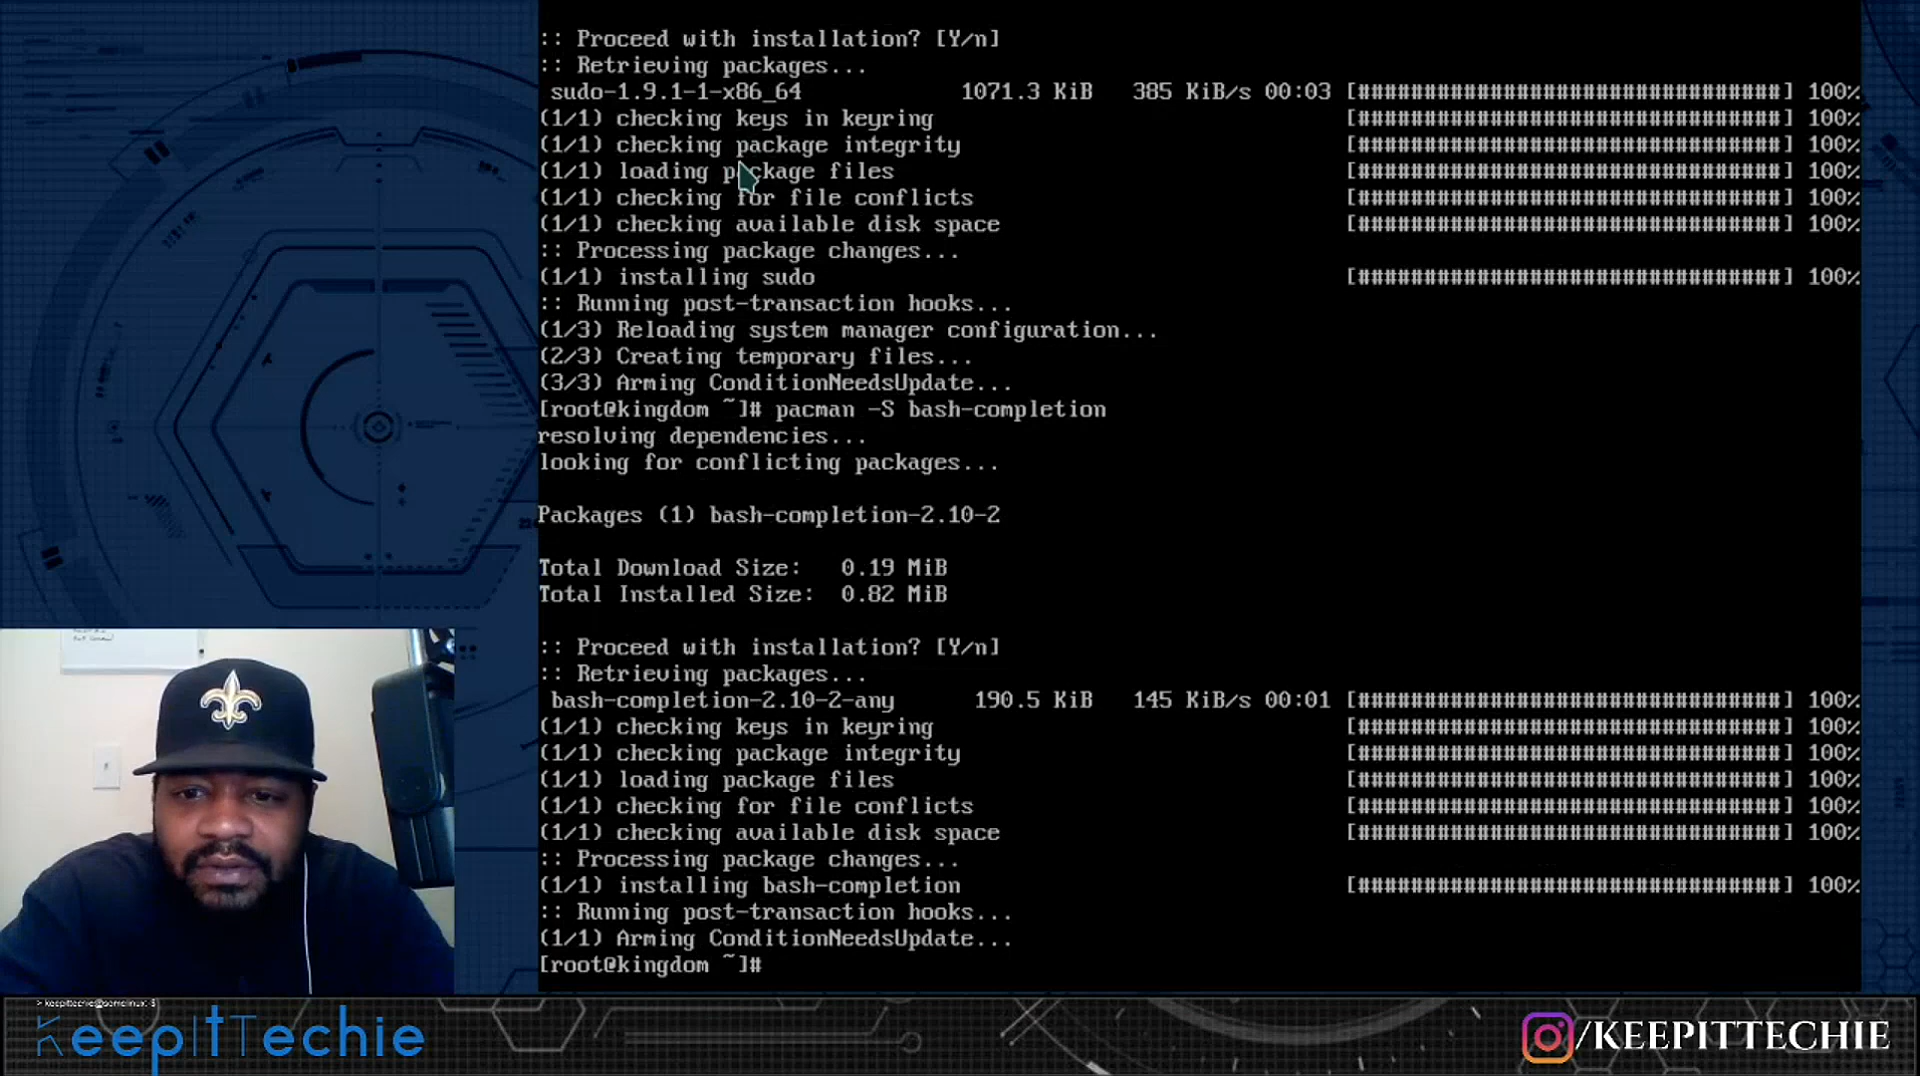 :: Proceed with installation? [Y/n]
:: Retrieving packages...
sudo-1.9.1-1-x86_64 1071.3 KiB 385 KiB/s 00:03 [################################] 100%
(1/1) checking keys in keyring [################################] 100%
(1/1) checking package integrity [################################] 100%
(1/1) loading package files [################################] 100%
(1/1) checking for file conflicts [################################] 100%
(1/1) checking available disk space [################################] 100%
:: Processing package changes...
(1/1) installing sudo [################################] 100%
:: Running post-transaction hooks...
(1/3) Reloading system manager configuration...
(2/3) Creating temporary files...
(3/3) Arming ConditionNeedsUpdate...
[root@kingdom ~]# pacman -S bash-completion
resolving dependencies...
looking for conflicting packages...
Packages (1) bash-completion-2.10-2
Total Download Size: 0.19 MiB
Total Installed Size: 0.82 MiB
:: Proceed with installation? [Y/n]
:: Retrieving packages...
bash-completion-2.10-2-any 190.5 KiB 145 KiB/s 00:01 [################################] 100%
(1/1) checking keys in keyring [################################] 100%
(1/1) checking package integrity [################################] 100%
(1/1) loading package files [################################] 100%
(1/1) checking for file conflicts [################################] 100%
(1/1) checking available disk space [################################] 100%
:: Processing package changes...
(1/1) installing bash-completion [################################] 100%
:: Running post-transaction hooks...
(1/1) Arming ConditionNeedsUpdate...
[root@kingdom ~]#
> keepittechie@somelinux:$
KeepItTechie
/KEEPITTECHIE